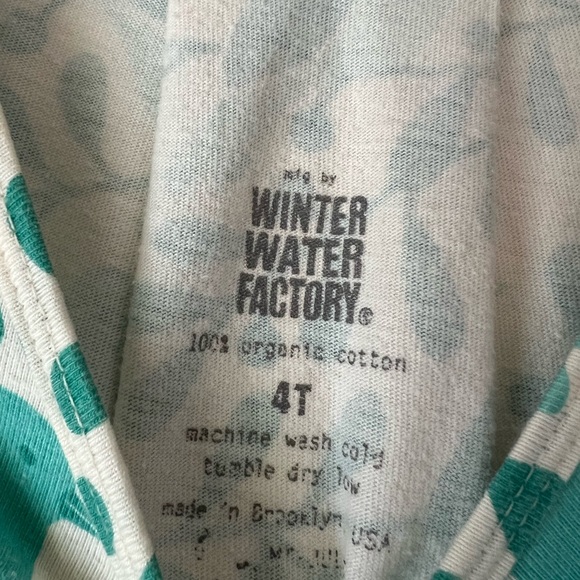 mfg by
WINTER
WATER
FACTORY®
100% organic cotton
4T
machine wash cold
tumble dry low
made in Brooklyn USA